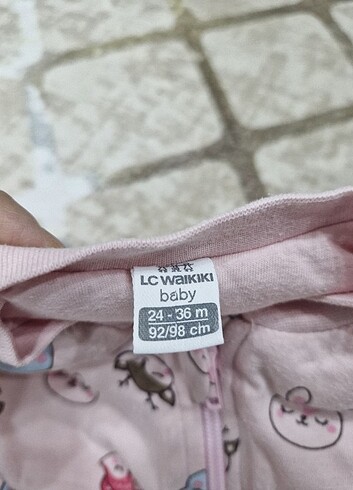 LC WAIKIKI
baby
24 - 36 m
92/98 cm